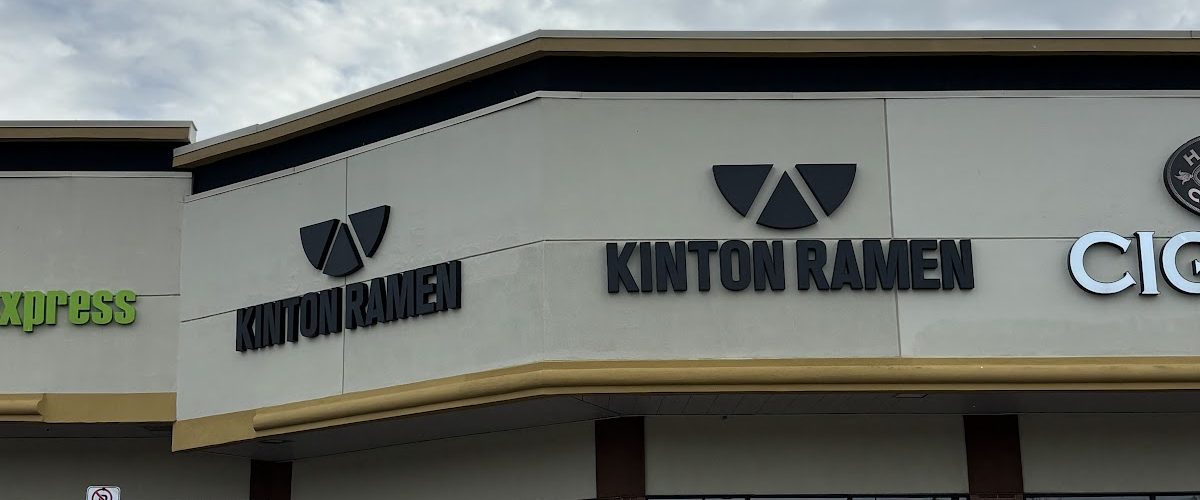 xpress
KINTON RAMEN
KINTON RAMEN
H
C
CIG